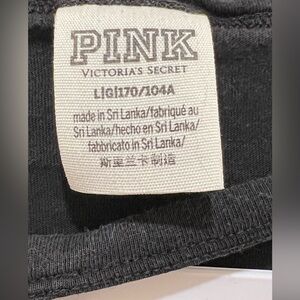 PINK
VICTORIA'S SECRET
L|G|170/104A
made in Sri Lanka/fabriqué au
Sri Lanka/hecho en Sri Lanka/
fabbricato in Sri Lanka/
斯里兰卡制造